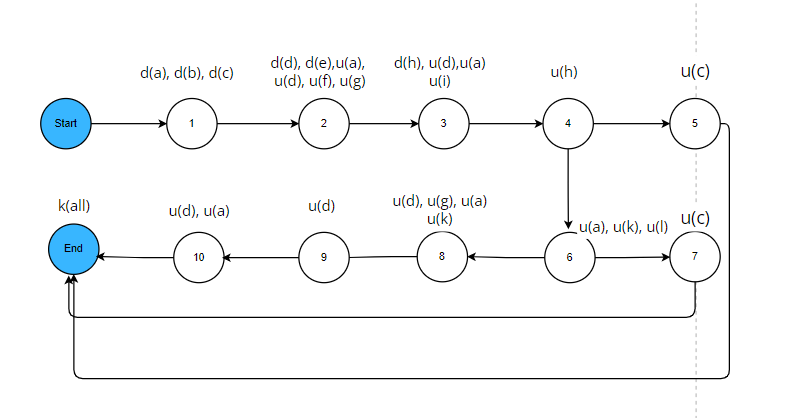 d(a), d(b), d(c)
d(d), d(e),u(a),
u(d), u(f), u(g)
d(h), u(d),u(a)
u(i)
u(h)
u(c)
Start
1
2
3
4
5
k(all)
u(d), u(a)
u(d)
u(d), u(g), u(a)
u(k)
u(a), u(k), u(l)
u(c)
End
10
9
8
6
7